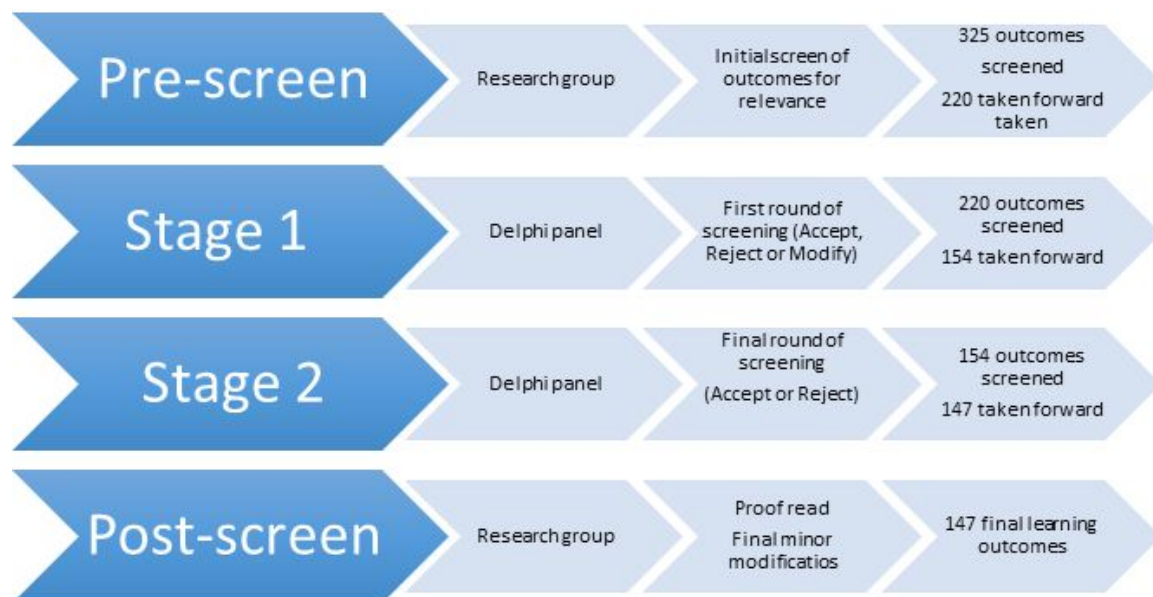 Pre-screen
Research group
Initial screen of
outcomes for
relevance
325 outcomes
screened
220 taken forward
taken
Stage 1
Delphi panel
First round of
screening (Accept,
Reject or Modify)
220 outcomes
screened
154 taken forward
Stage 2
Delphi panel
Final round of
screening
(Accept or Reject)
154 outcomes
screened
147 taken forward
Post-screen
Research group
Proof read
Final minor
modificatios
147 final learning
outcomes